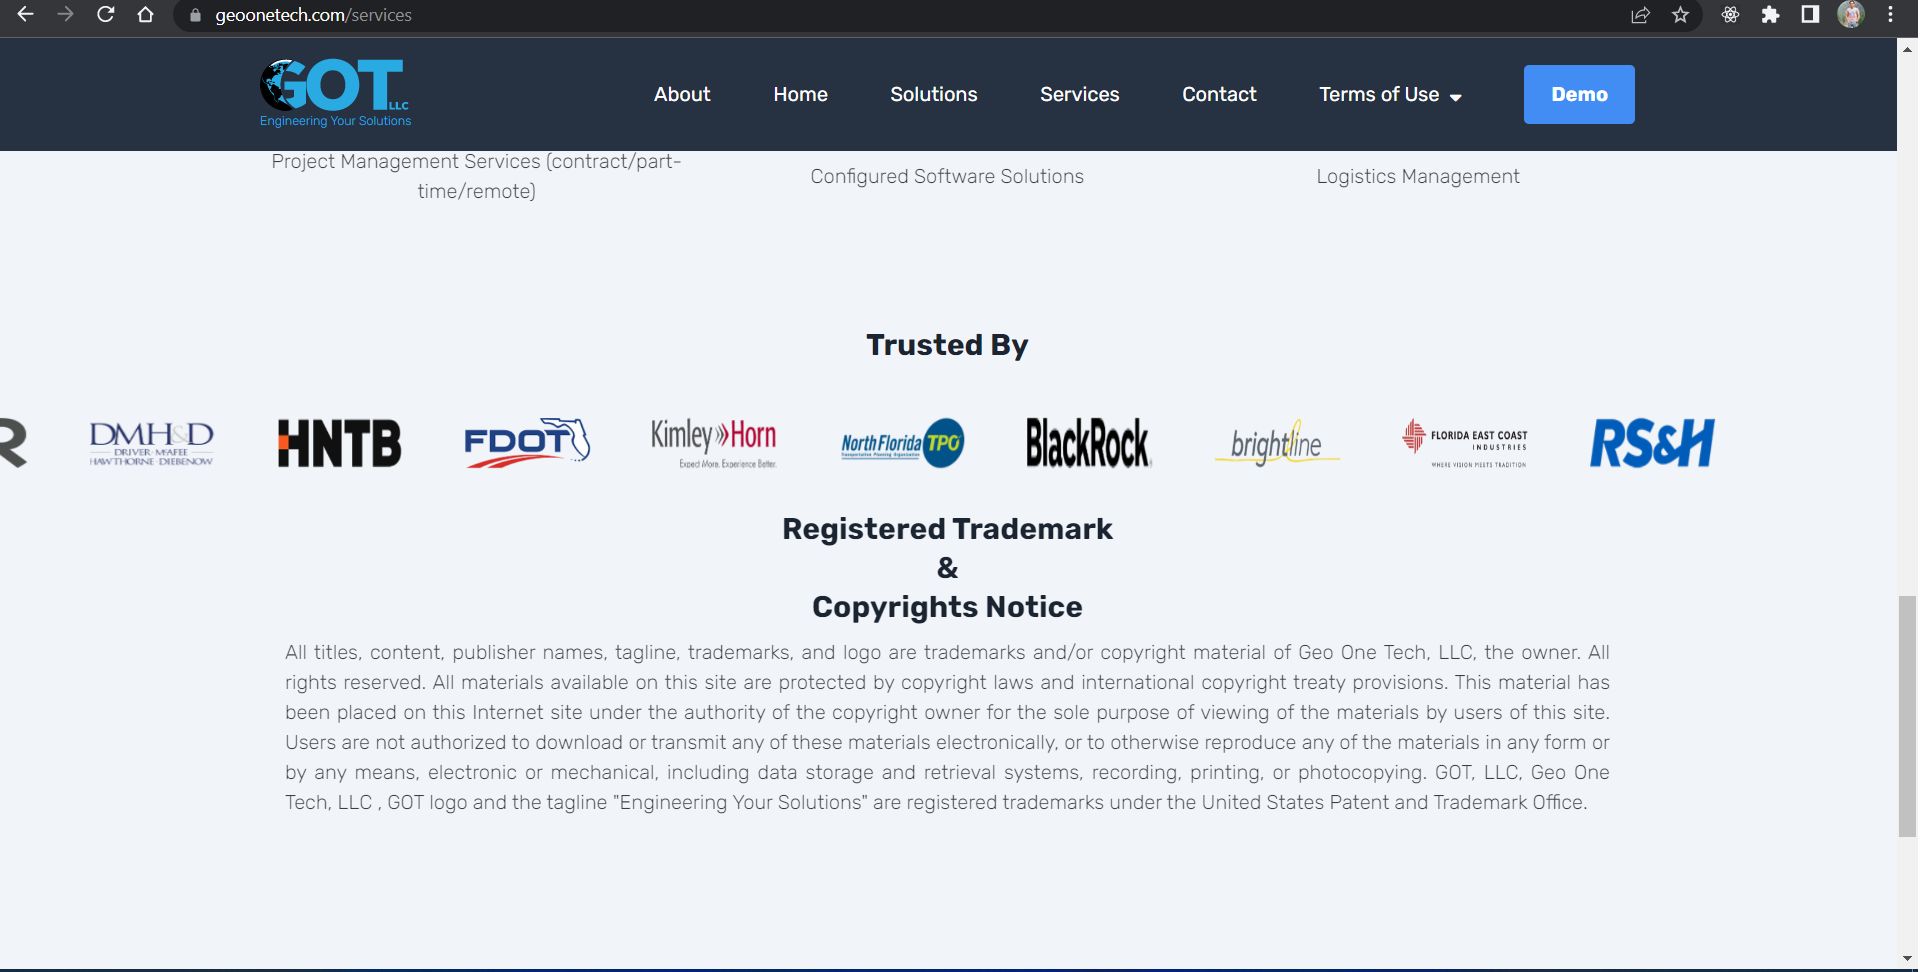 geoonetech.com/services
GOT LLC
Engineering Your Solutions
About Home Solutions Services Contact Terms of Use Demo
Project Management Services (contract/part-
time/remote)
Configured Software Solutions
Logistics Management
Trusted By
R
DMH&D
DRIVER·MCAFEE
HAWTHORNE·DIEBENOW
HNTB
FDOT
Kimley»Horn
Expect More. Experience Better.
North Florida TPO
Transportation Planning Organization
BlackRock.
brightline
FLORIDA EAST COAST
INDUSTRIES
WHERE VISION MEETS TRADITION
RS&H
Registered Trademark
&
Copyrights Notice
All titles, content, publisher names, tagline, trademarks, and logo are trademarks and/or copyright material of Geo One Tech, LLC, the owner. All
rights reserved. All materials available on this site are protected by copyright laws and international copyright treaty provisions. This material has
been placed on this Internet site under the authority of the copyright owner for the sole purpose of viewing of the materials by users of this site.
Users are not authorized to download or transmit any of these materials electronically, or to otherwise reproduce any of the materials in any form or
by any means, electronic or mechanical, including data storage and retrieval systems, recording, printing, or photocopying. GOT, LLC, Geo One
Tech, LLC , GOT logo and the tagline "Engineering Your Solutions" are registered trademarks under the United States Patent and Trademark Office.